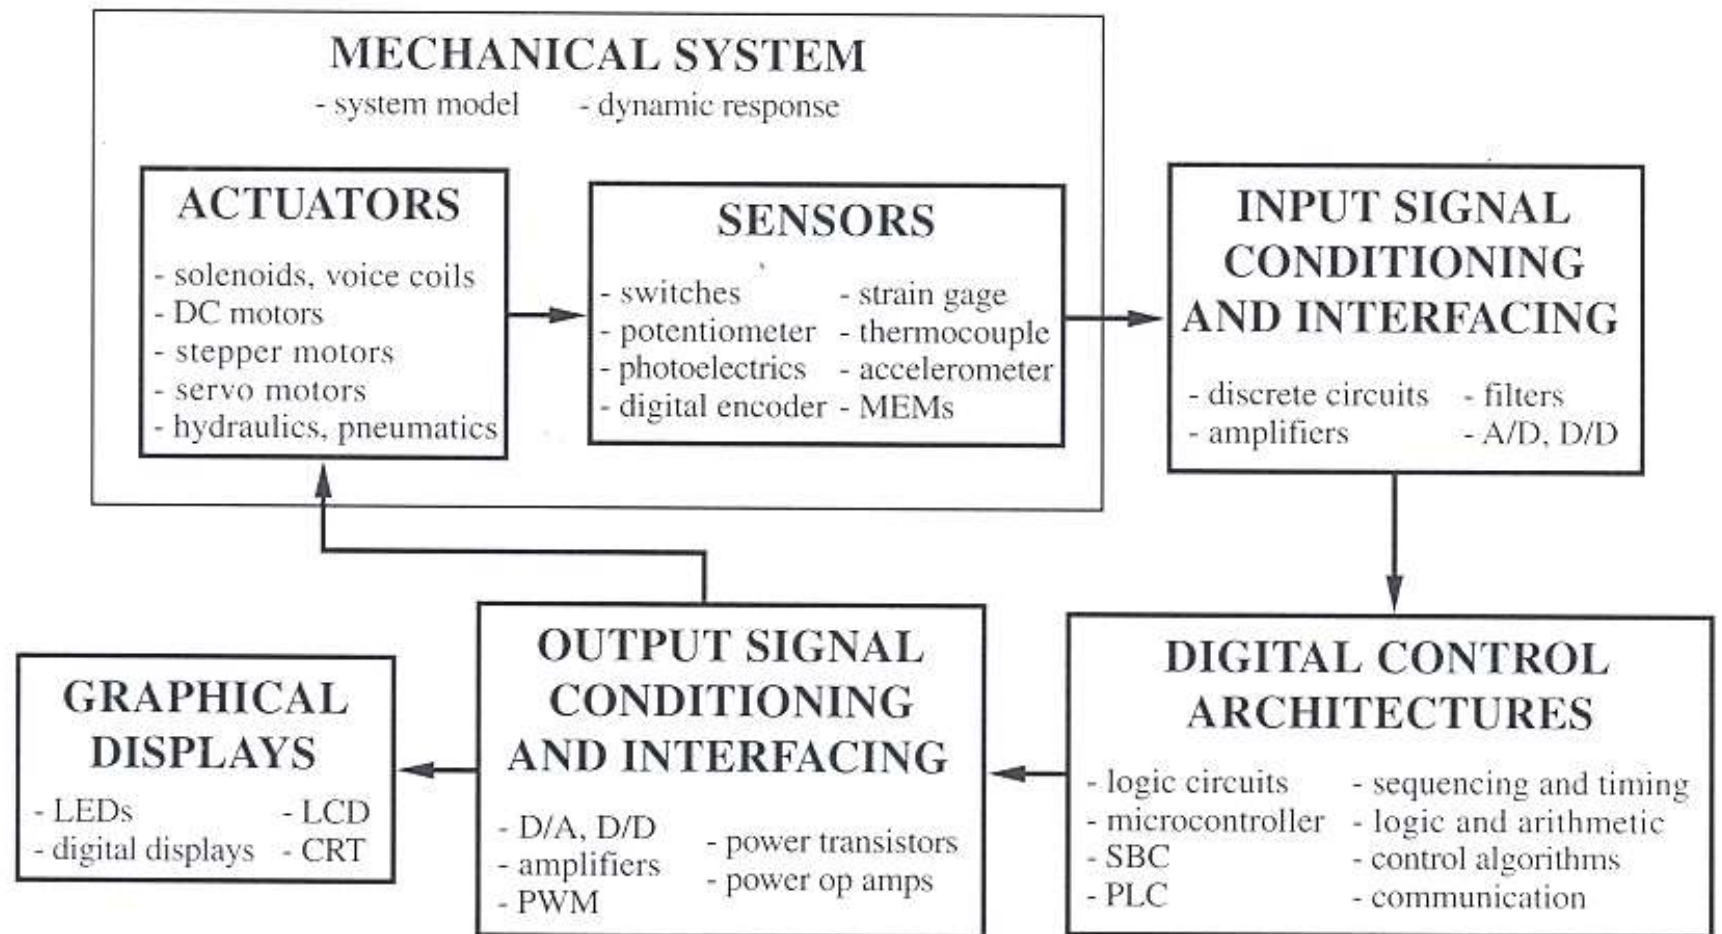 MECHANICAL SYSTEM
- system model - dynamic response
ACTUATORS
- solenoids, voice coils
- DC motors
- stepper motors
- servo motors
- hydraulics, pneumatics
SENSORS
- switches - strain gage
- potentiometer - thermocouple
- photoelectrics - accelerometer
- digital encoder - MEMs
INPUT SIGNAL
CONDITIONING
AND INTERFACING
- discrete circuits - filters
- amplifiers - A/D, D/D
GRAPHICAL
DISPLAYS
- LEDs - LCD
- digital displays - CRT
OUTPUT SIGNAL
CONDITIONING
AND INTERFACING
- D/A, D/D - power transistors
- amplifiers - power op amps
- PWM
DIGITAL CONTROL
ARCHITECTURES
- logic circuits - sequencing and timing
- microcontroller - logic and arithmetic
- SBC - control algorithms
- PLC - communication